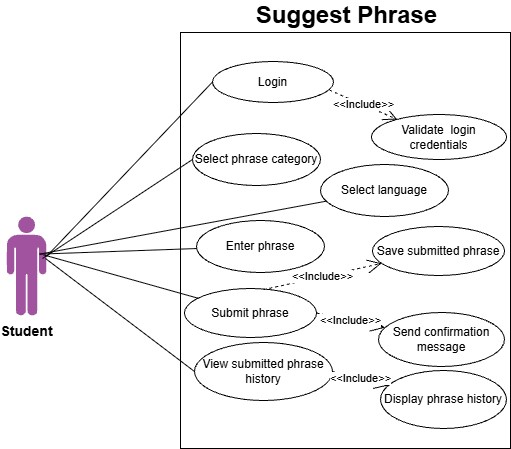 Suggest Phrase
Login
<<Include>>
Validate login
credentials
Select phrase category
Select language
Enter phrase
Save submitted phrase
<<Include>>
Submit phrase
<<Include>>
Send confirmation
message
Student
View submitted phrase
history
<<Include>>
Display phrase history